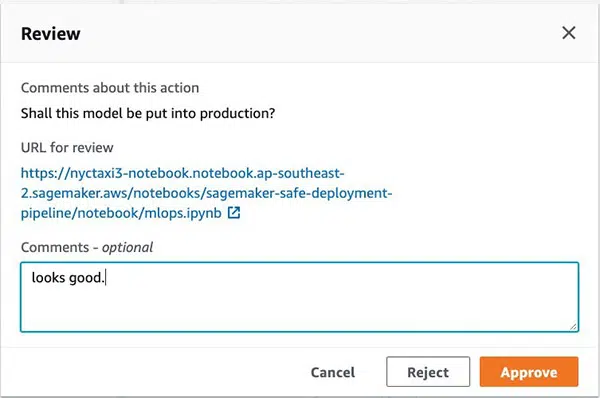 Review
Comments about this action
Shall this model be put into production?
URL for review
https://nyctaxi3-notebook.notebook.ap-southeast-
2.sagemaker.aws/notebooks/sagemaker-safe-deployment-
pipeline/notebook/mlops.ipynb
Comments - optional
looks good.
Cancel
Reject
Approve